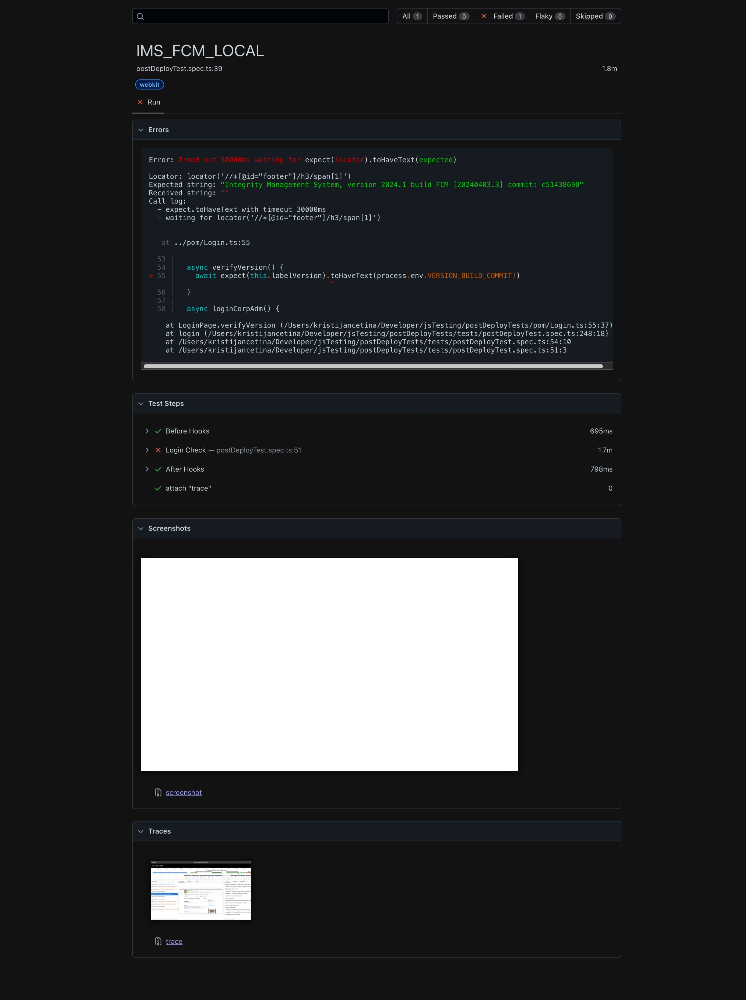 All 1 Passed 0 Failed 1 Flaky 0 Skipped 0
IMS_FCM_LOCAL
postDeployTest.spec.ts:39 1.8m
webkit
Run
Errors
Error: Timed out 30000ms waiting for expect(locator).toHaveText(expected)
Locator: locator('//*[@id="footer"]/h3/span[1]')
Expected string: "Integrity Management System, version 2024.1 build FCM [20240403.3] commit: c51438690"
Received string: ""
Call log:
– expect.toHaveText with timeout 30000ms
– waiting for locator('//*[@id="footer"]/h3/span[1]')
at ../pom/Login.ts:55
53 |
54 | async verifyVersion() {
> 55 | await expect(this.labelVersion).toHaveText(process.env.VERSION_BUILD_COMMIT!)
| ^
56 | }
57 |
58 | async loginCorpAdm() {
at LoginPage.verifyVersion (/Users/kristijancetina/Developer/jsTesting/postDeployTests/pom/Login.ts:55:37)
at login (/Users/kristijancetina/Developer/jsTesting/postDeployTests/tests/postDeployTest.spec.ts:248:18)
at /Users/kristijancetina/Developer/jsTesting/postDeployTests/tests/postDeployTest.spec.ts:54:10
at /Users/kristijancetina/Developer/jsTesting/postDeployTests/tests/postDeployTest.spec.ts:51:3
Test Steps
Before Hooks 695ms
Login Check — postDeployTest.spec.ts:51 1.7m
After Hooks 798ms
attach "trace" 0
Screenshots
screenshot
Traces
trace